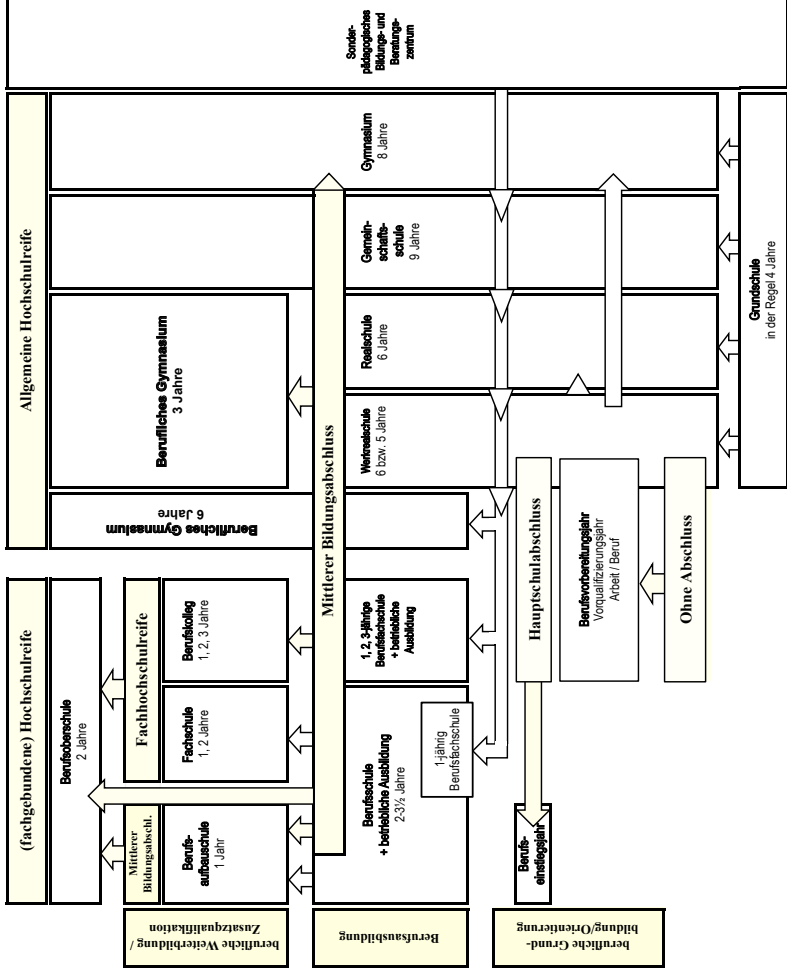 (fachgebundene) Hochschulreife
Allgemeine Hochschulreife
Berufsoberschule
2 Jahre
Berufliches Gymnasium
6 Jahre
Berufliches Gymnasium
3 Jahre
Mittlerer
Bildungsabschl.
Fachhochschulreife
Berufs-
aufbauschule
1 Jahr
Fachschule
1, 2 Jahre
Berufskolleg
1, 2, 3 Jahre
berufliche Weiterbildung /
Zusatzqualifikation
Mittlerer Bildungsabschluss
Berufsausbildung
Berufsschule
+ betriebliche Ausbildung
2-3½ Jahre
1, 2, 3-jährige
Berufsfachschule
+ betriebliche
Ausbildung
Werkrealschule
6 bzw. 5 Jahre
Realschule
6 Jahre
Gemein-
schafts-
schule
9 Jahre
Gymnasium
8 Jahre
Sonder-
pädagogisches
Bildungs- und
Beratungs-
zentrum
1-jährig
Berufsfachschule
berufliche Grund-
bildung/Orientierung
Berufs-
einstiegsjahr
Hauptschulabschluss
Berufsvorbereitungsjahr
Vorqualifizierungsjahr
Arbeit / Beruf
Ohne Abschluss
Grundschule
in der Regel 4 Jahre